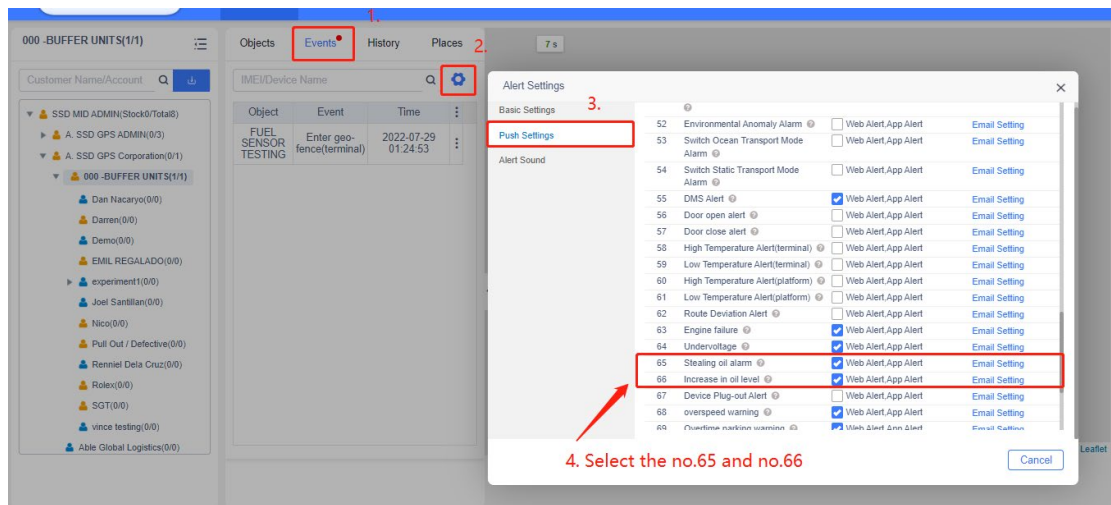 1.
000 -BUFFER UNITS(1/1)
Objects
Events
History
Places
2.
7 s
Customer Name/Account
IMEI/Device Name
SSD MID ADMIN(Stock0/Total8)
A. SSD GPS ADMIN(0/3)
A. SSD GPS Corporation(0/1)
000 -BUFFER UNITS(1/1)
Dan Nacaryo(0/0)
Darren(0/0)
Demo(0/0)
EMIL REGALADO(0/0)
experiment1(0/0)
Joel Santillan(0/0)
Nico(0/0)
Pull Out / Defective(0/0)
Renniel Dela Cruz(0/0)
Rolex(0/0)
SGT(0/0)
vince testing(0/0)
Able Global Logistics(0/0)
Object Event Time
FUEL SENSOR TESTING Enter geo-fence(terminal) 2022-07-29 01:24:53
Alert Settings
3.
Basic Settings
Push Settings
Alert Sound
52 Environmental Anomaly Alarm Web Alert,App Alert Email Setting
53 Switch Ocean Transport Mode Alarm Web Alert,App Alert Email Setting
54 Switch Static Transport Mode Alarm Web Alert,App Alert Email Setting
55 DMS Alert Web Alert,App Alert Email Setting
56 Door open alert Web Alert,App Alert Email Setting
57 Door close alert Web Alert,App Alert Email Setting
58 High Temperature Alert(terminal) Web Alert,App Alert Email Setting
59 Low Temperature Alert(terminal) Web Alert,App Alert Email Setting
60 High Temperature Alert(platform) Web Alert,App Alert Email Setting
61 Low Temperature Alert(platform) Web Alert,App Alert Email Setting
62 Route Deviation Alert Web Alert,App Alert Email Setting
63 Engine failure Web Alert,App Alert Email Setting
64 Undervoltage Web Alert,App Alert Email Setting
65 Stealing oil alarm Web Alert,App Alert Email Setting
66 Increase in oil level Web Alert,App Alert Email Setting
67 Device Plug-out Alert Web Alert,App Alert Email Setting
68 overspeed warning Web Alert,App Alert Email Setting
69 Overtime parking warning Web Alert,App Alert Email Setting
4. Select the no.65 and no.66
Cancel
Leaflet